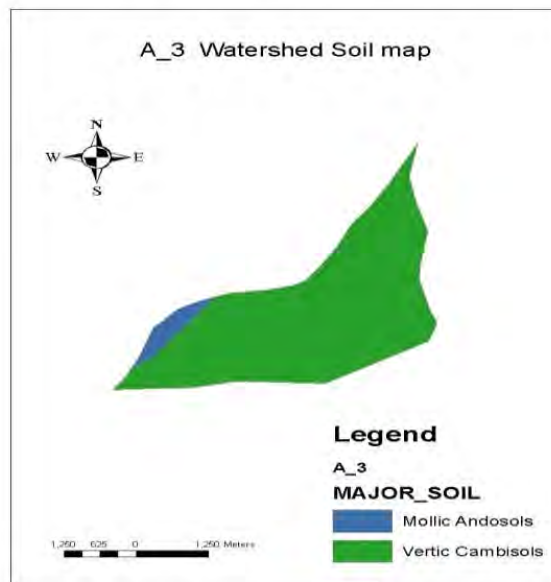 A_3 Watershed Soil map
N
W E
S
Legend
A_3
MAJOR_SOIL
Mollic Andosols
Vertic Cambisols
1,250 625 0 1,250 Meters